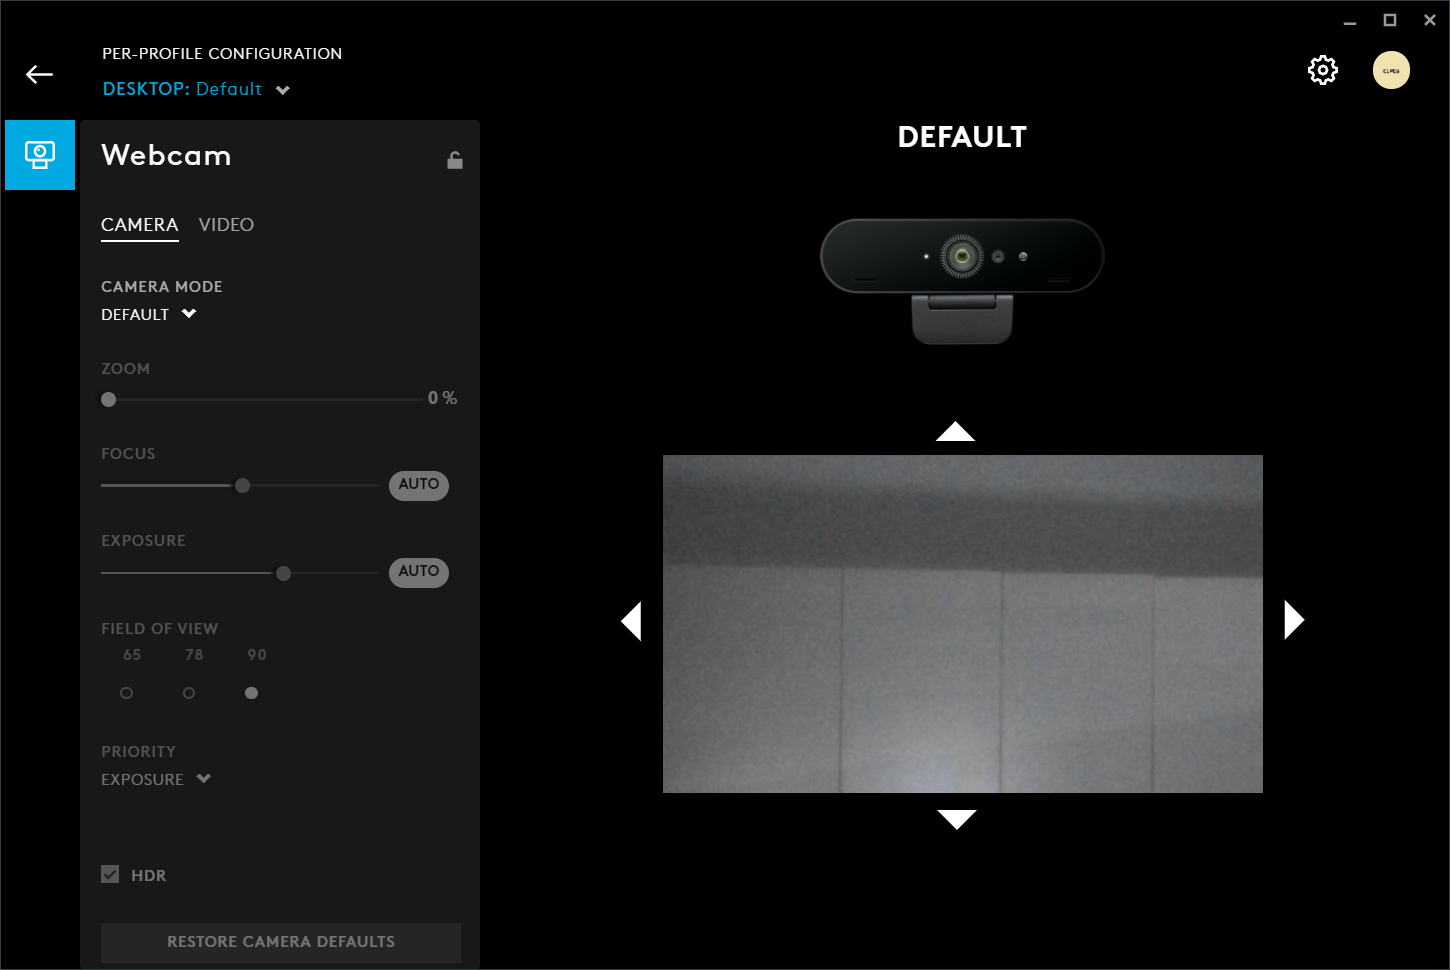 PER-PROFILE CONFIGURATION
DESKTOP: Default
DEFAULT
Webcam
CAMERA VIDEO
CAMERA MODE
DEFAULT
ZOOM
0 %
FOCUS
AUTO
EXPOSURE
AUTO
FIELD OF VIEW
65 78 90
PRIORITY
EXPOSURE
HDR
RESTORE CAMERA DEFAULTS